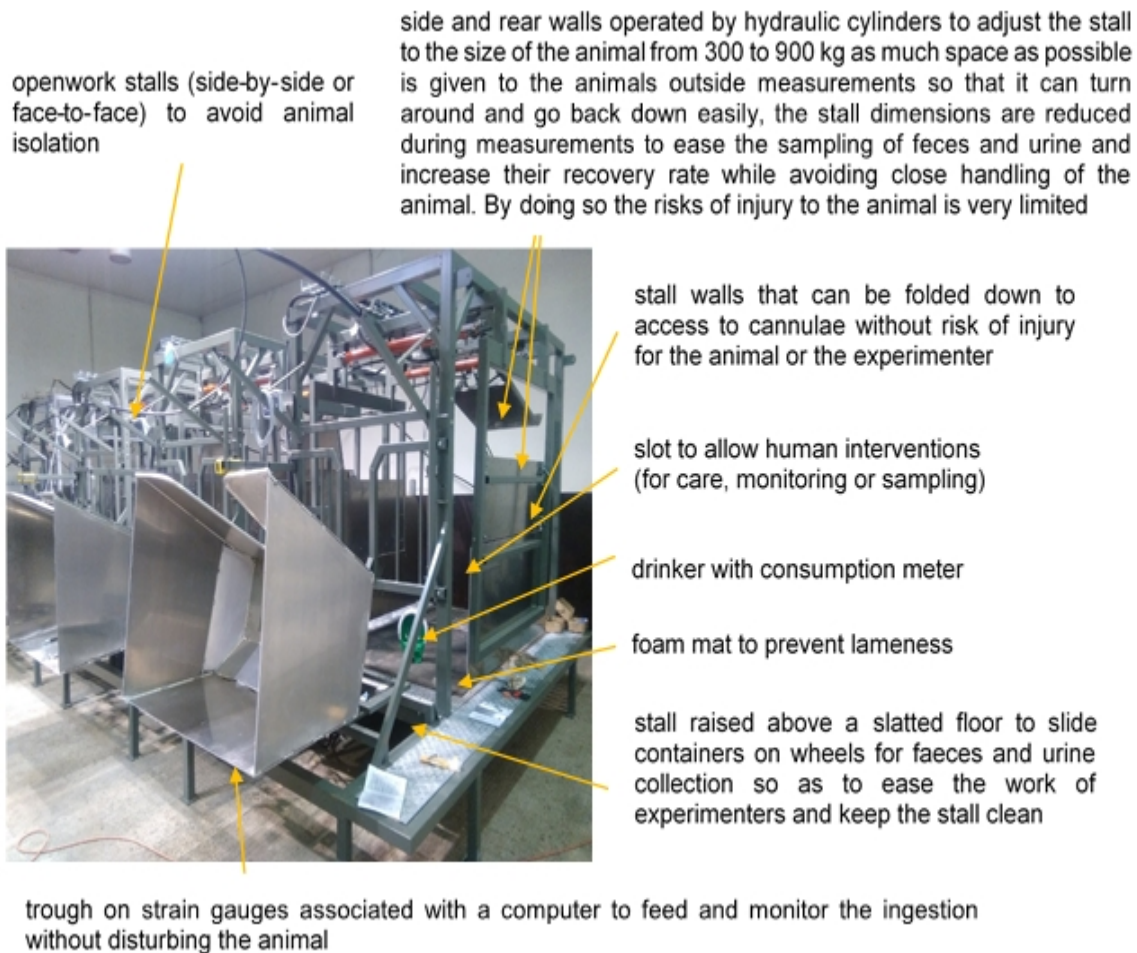 side and rear walls operated by hydraulic cylinders to adjust the stall
to the size of the animal from 300 to 900 kg as much space as possible
is given to the animals outside measurements so that it can turn
around and go back down easily, the stall dimensions are reduced
during measurements to ease the sampling of feces and urine and
increase their recovery rate while avoiding close handling of the
animal. By doing so the risks of injury to the animal is very limited
openwork stalls (side-by-side or
face-to-face) to avoid animal
isolation
stall walls that can be folded down to
access to cannulae without risk of injury
for the animal or the experimenter
slot to allow human interventions
(for care, monitoring or sampling)
drinker with consumption meter
foam mat to prevent lameness
stall raised above a slatted floor to slide
containers on wheels for faeces and urine
collection so as to ease the work of
experimenters and keep the stall clean
trough on strain gauges associated with a computer to feed and monitor the ingestion
without disturbing the animal